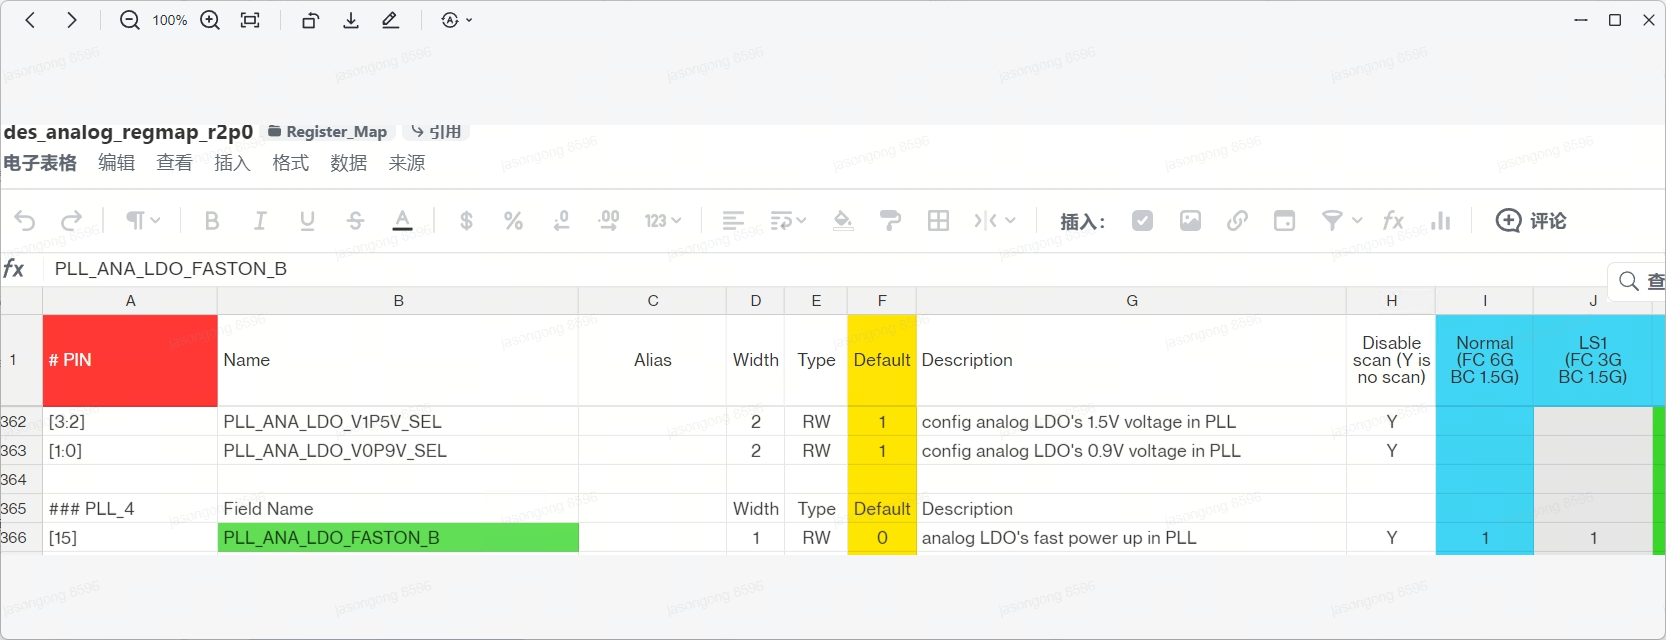 100%
des_analog_regmap_r2p0 Register_Map 引用
电子表格 编辑 查看 插入 格式 数据 来源
B I U S A $ % .0 .00 123 插入： fx 评论
fx PLL_ANA_LDO_FASTON_B
查
A B C D E F G H I J
1 # PIN Name Alias Width Type Default Description Disable scan (Y is no scan) Normal (FC 6G BC 1.5G) LS1 (FC 3G BC 1.5G)
362 [3:2] PLL_ANA_LDO_V1P5V_SEL 2 RW 1 config analog LDO's 1.5V voltage in PLL Y
363 [1:0] PLL_ANA_LDO_V0P9V_SEL 2 RW 1 config analog LDO's 0.9V voltage in PLL Y
364
365 ### PLL_4 Field Name Width Type Default Description
366 [15] PLL_ANA_LDO_FASTON_B 1 RW 0 analog LDO's fast power up in PLL Y 1 1
jasongong 8596